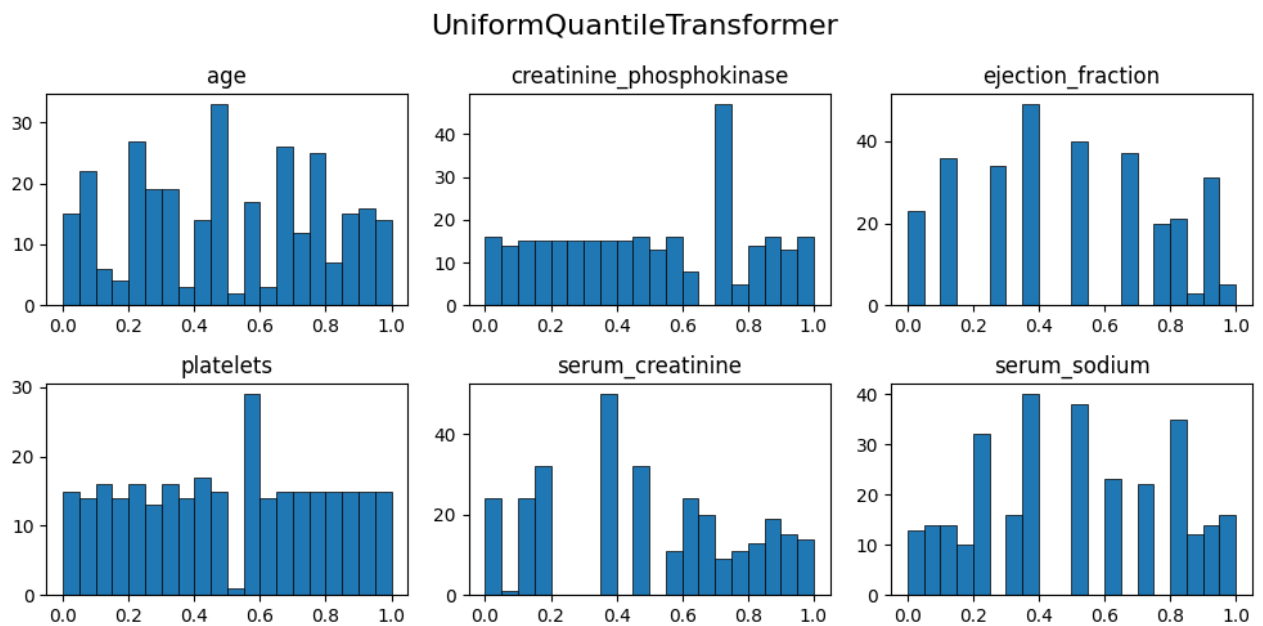 UniformQuantileTransformer
age
30
20
10
0
0.0 0.2 0.4 0.6 0.8 1.0
creatinine_phosphokinase
40
30
20
10
0
0.0 0.2 0.4 0.6 0.8 1.0
ejection_fraction
40
20
0
0.0 0.2 0.4 0.6 0.8 1.0
platelets
30
20
10
0
0.0 0.2 0.4 0.6 0.8 1.0
serum_creatinine
40
20
0
0.0 0.2 0.4 0.6 0.8 1.0
serum_sodium
40
30
20
10
0
0.0 0.2 0.4 0.6 0.8 1.0